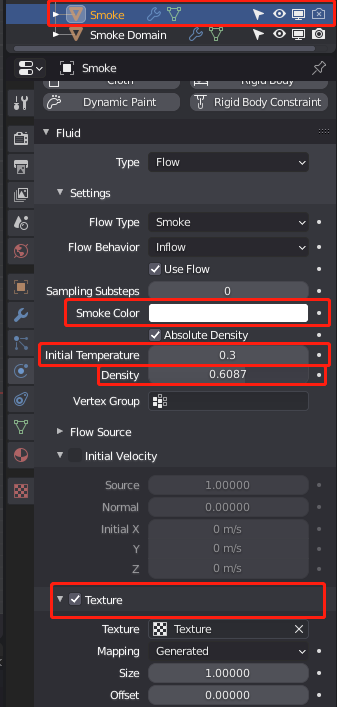 Smoke
Smoke Domain
Smoke
Cloth
Rigid Body
Dynamic Paint
Rigid Body Constraint
Fluid
Type Flow
Settings
Flow Type Smoke
Flow Behavior Inflow
Use Flow
Sampling Substeps 0
Smoke Color
Absolute Density
Initial Temperature 0.3
Density 0.6087
Vertex Group
Flow Source
Initial Velocity
Source 1.00000
Normal 0.00000
Initial X 0 m/s
Y 0 m/s
Z 0 m/s
Texture
Texture Texture
Mapping Generated
Size 1.00000
Offset 0.00000